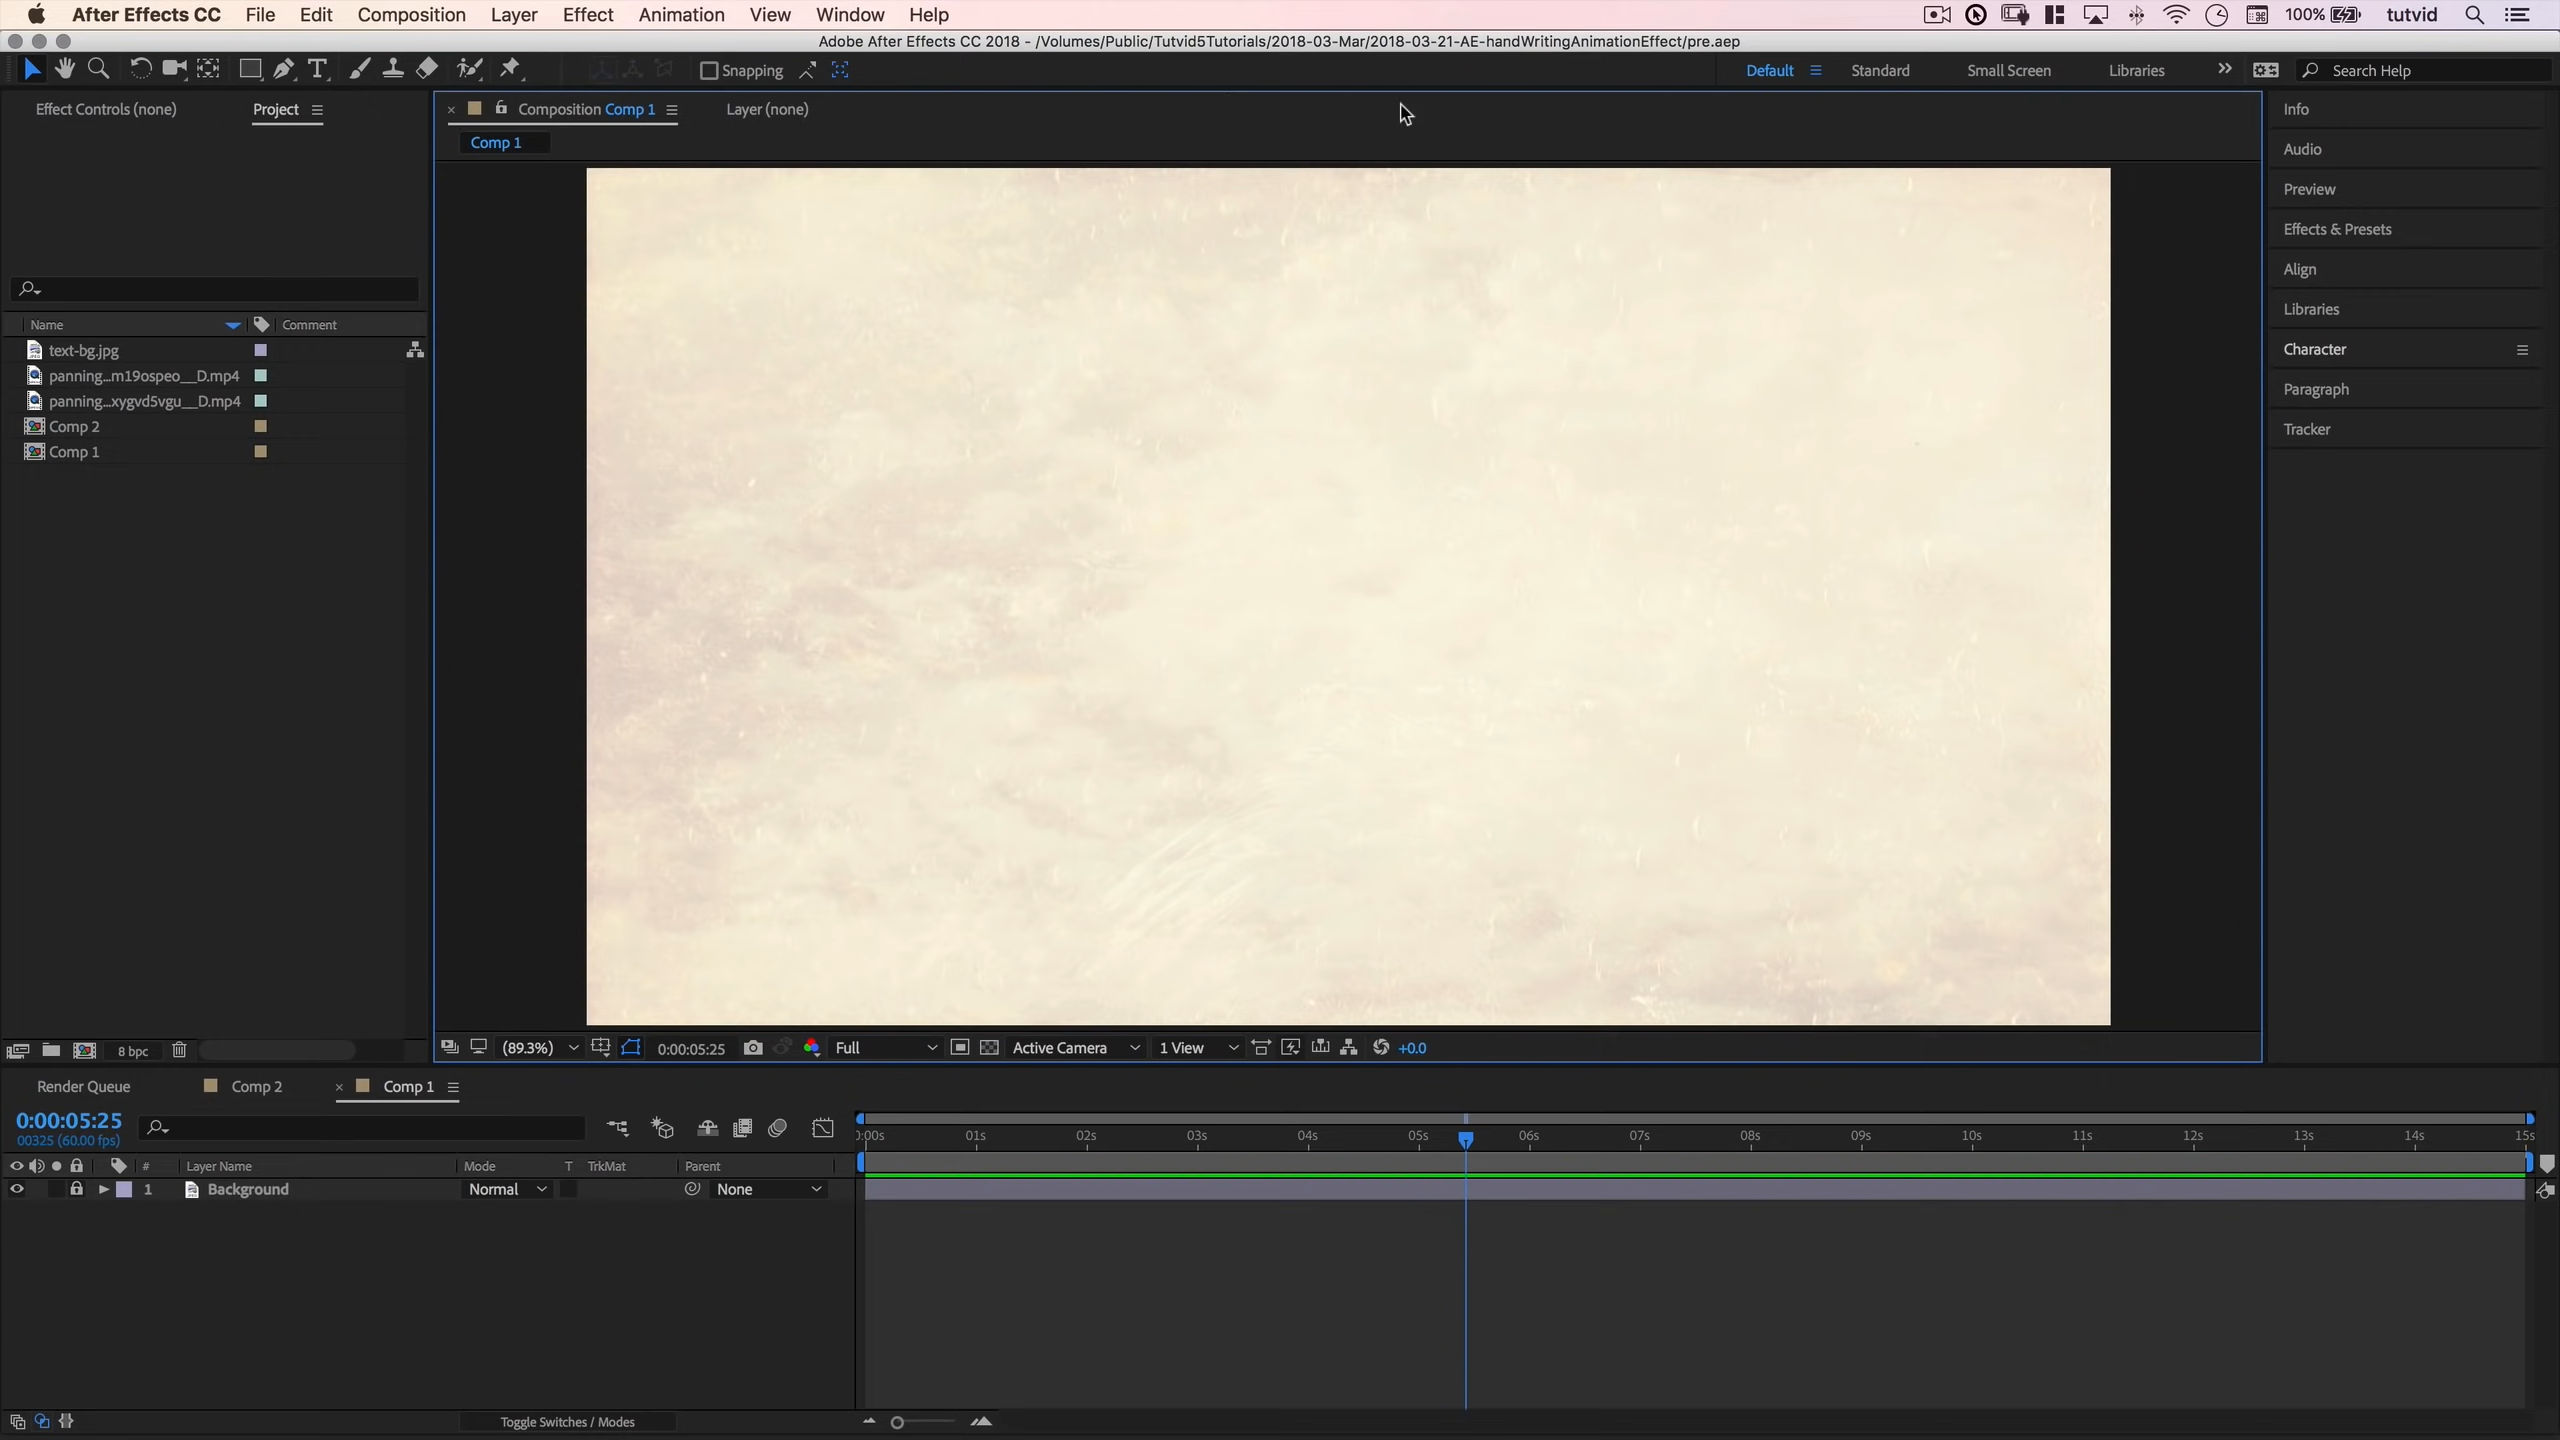 After Effects CC File Edit Composition Layer Effect Animation View Window Help 100% tutvid
Adobe After Effects CC 2018 - /Volumes/Public/Tutvid5Tutorials/2018-03-Mar/2018-03-21-AE-handWritingAnimationEffect/pre.aep
Snapping Default Standard Small Screen Libraries Search Help
Effect Controls (none) Project Composition Comp 1 Layer (none) Info
Comp 1 Audio
Preview
Effects & Presets
Align
Libraries
Name Comment
text-bg.jpg Character
panning...m19ospeo__D.mp4 Paragraph
panning...xygvd5vgu__D.mp4
Comp 2 Tracker
Comp 1
8 bpc (89.3%) 0:00:05:25 Full Active Camera 1 View +0.0
Render Queue Comp 2 Comp 1
0:00:05:25
00325 (60.00 fps) 0:00s 01s 02s 03s 04s 05s 06s 07s 08s 09s 10s 11s 12s 13s 14s 15s
# Layer Name Mode T TrkMat Parent
1 Background Normal None
Toggle Switches / Modes